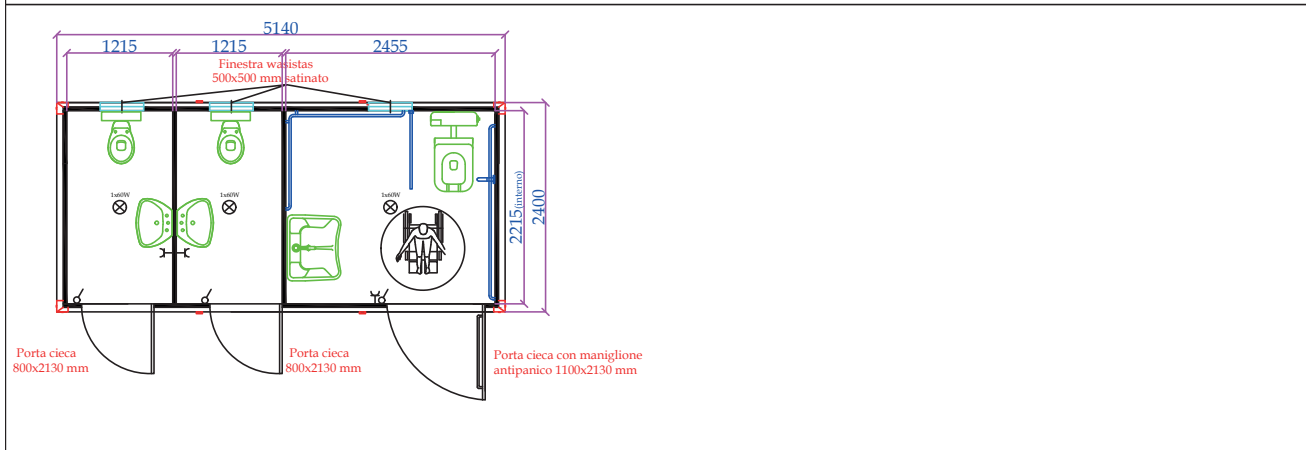 5140
1215 1215 2455
Finestra wasistas
500x500 mm satinato
1x60W 1x60W 1x60W
2215(interno)
2400
Porta cieca
800x2130 mm
Porta cieca
800x2130 mm
Porta cieca con maniglione
antipanico 1100x2130 mm